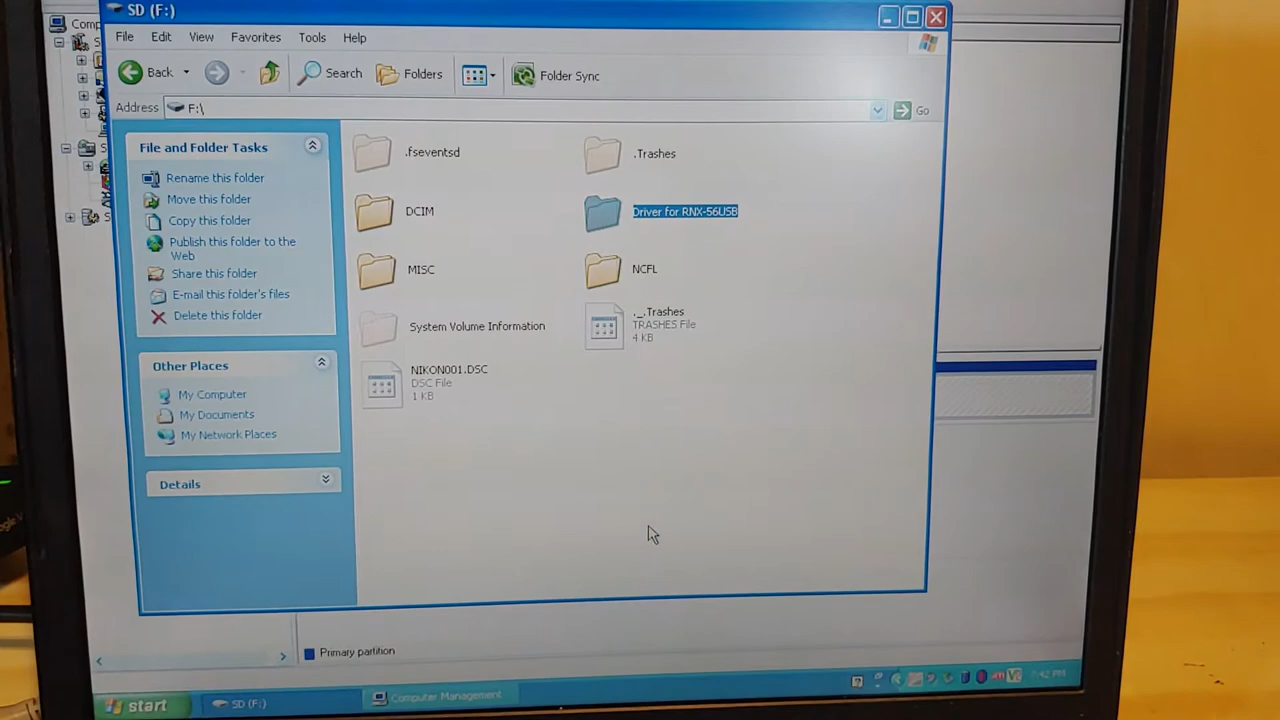 SD (F:)
File Edit View Favorites Tools Help
Back Search Folders Folder Sync
Address F:\ Go
File and Folder Tasks
Rename this folder
Move this folder
Copy this folder
Publish this folder to the
Web
Share this folder
E-mail this folder's files
Delete this folder
Other Places
My Computer
My Documents
My Network Places
Details
.fseventsd
.Trashes
DCIM
Driver for RNX-56USB
MISC
NCFL
System Volume Information
._.Trashes
TRASHES File
4 KB
NIKON001.DSC
DSC File
1 KB
Comp
Primary partition
start SD (F:) Computer Management 7:42 PM